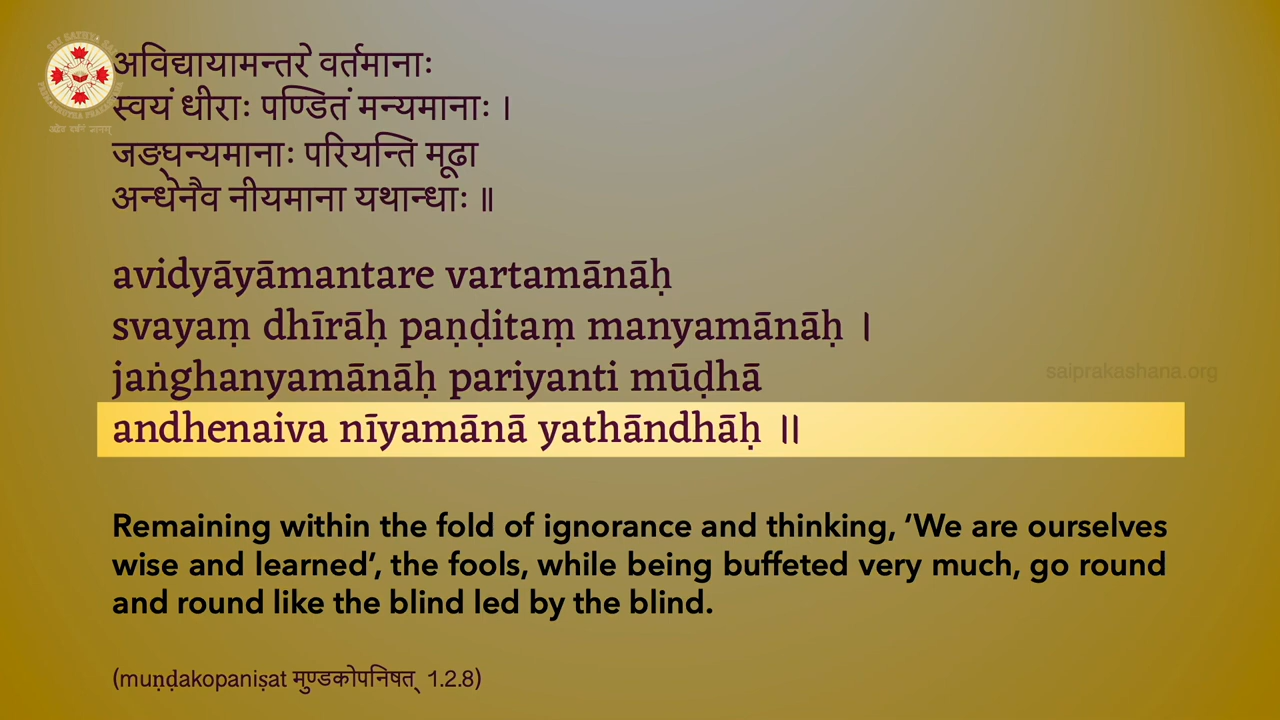 अविद्यायामन्तरे वर्तमानाः
स्वयं धीराः पण्डितं मन्यमानाः ।
जङ्घन्यमानाः परियन्ति मूढा
अन्धेनैव नीयमाना यथान्धाः ॥
avidyāyāmantare vartamānāḥ
svayaṃ dhīrāḥ paṇḍitaṃ manyamānāḥ ।
jaṅghanyamānāḥ pariyanti mūḍhā
saiprakashana.org
andhenaiva nīyamānā yathāndhāḥ ॥
Remaining within the fold of ignorance and thinking, ‘We are ourselves
wise and learned’, the fools, while being buffeted very much, go round
and round like the blind led by the blind.
(muṇḍakopaniṣat मुण्डकोपनिषत् 1.2.8)